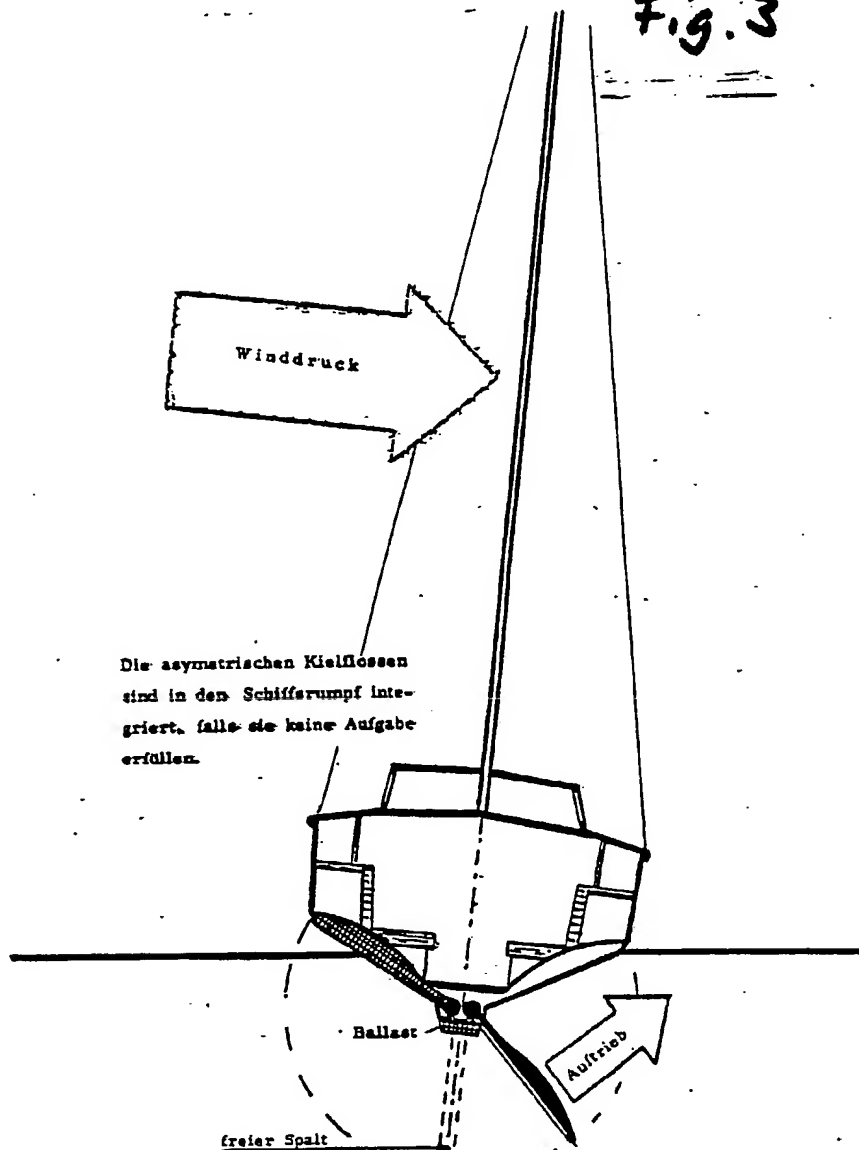 Fig. 3
Winddruck
Die asymetrischen Kielflossen
sind in den Schiffsrumpf inte-
griert, falls sie keine Aufgabe
erfüllen.
Ballast
Auftrieb
freier Spalt